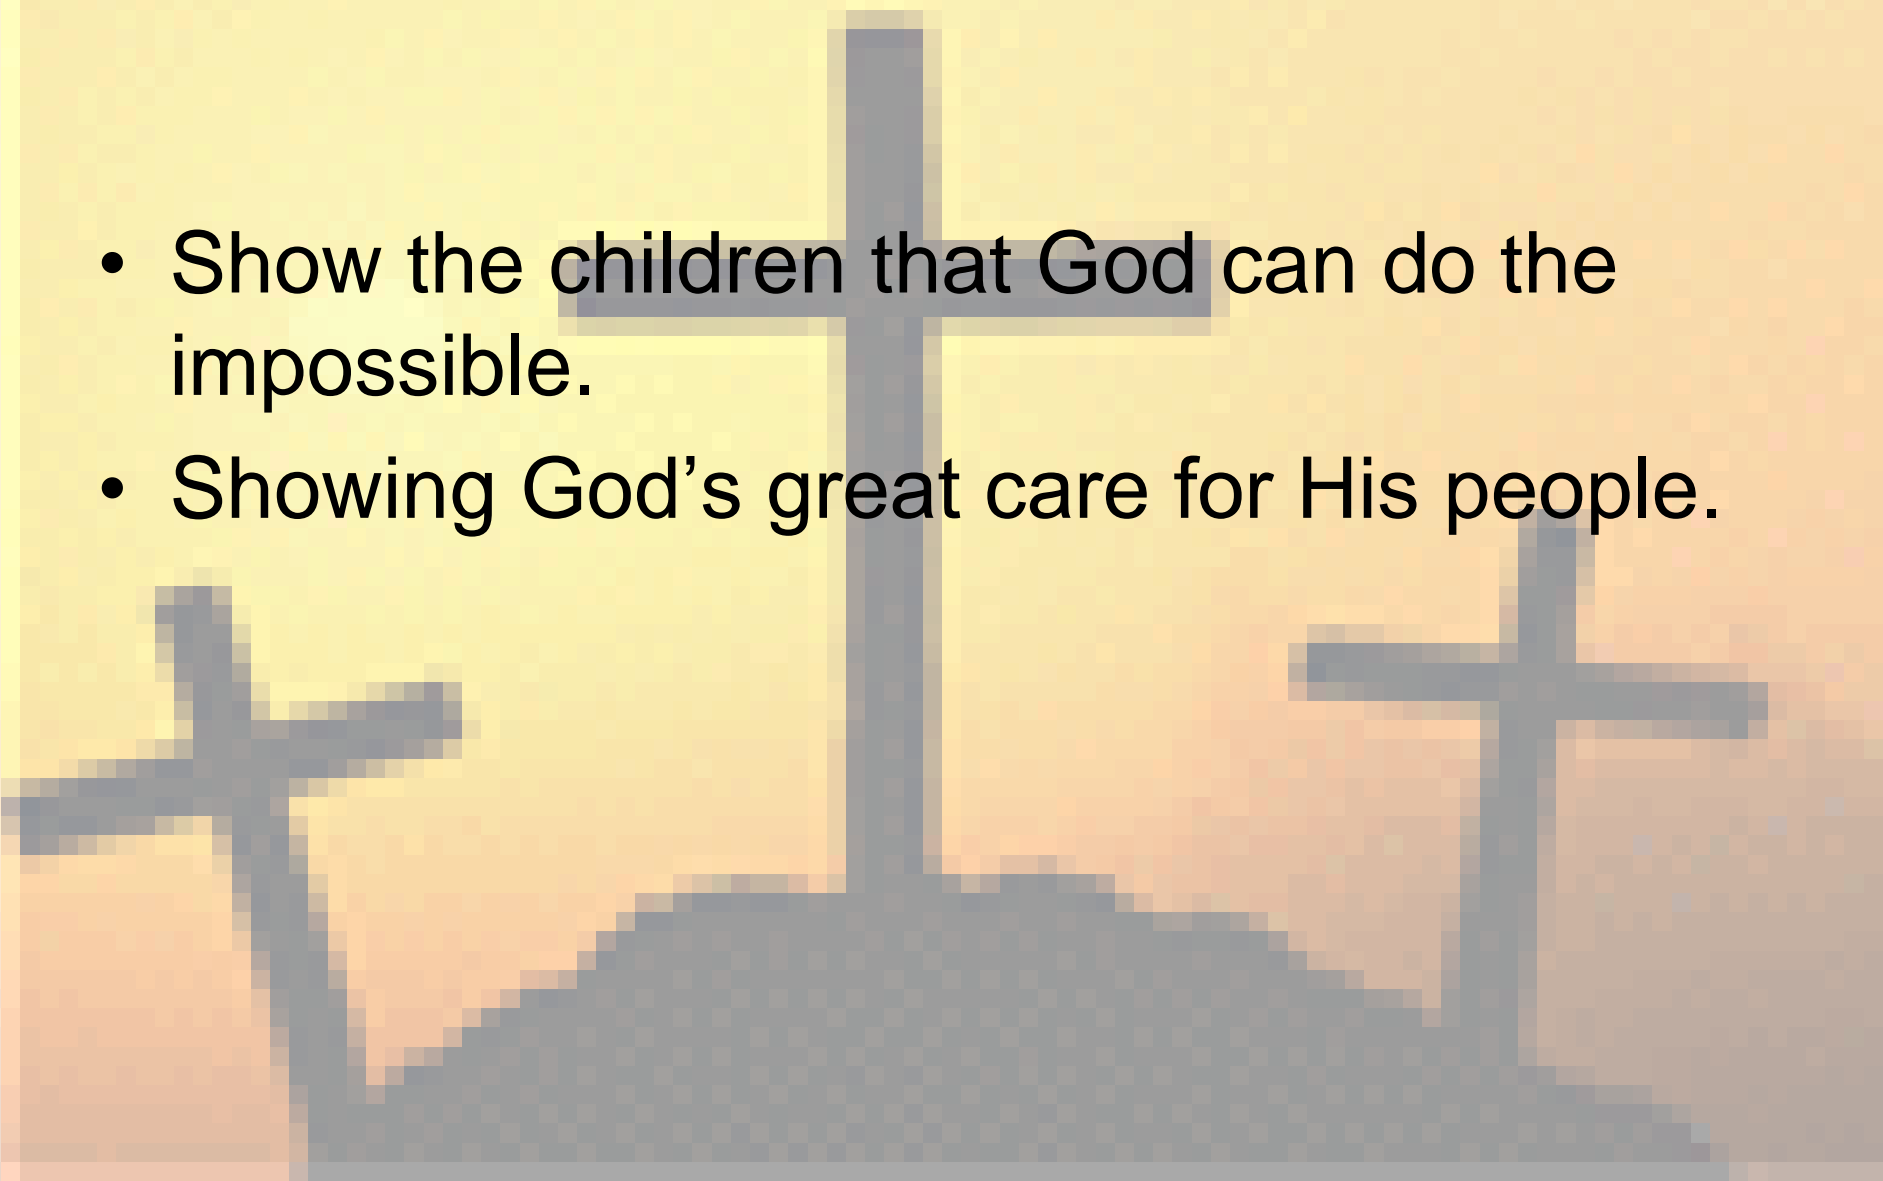 • Show the children that God can do the
impossible.
• Showing God’s great care for His people.